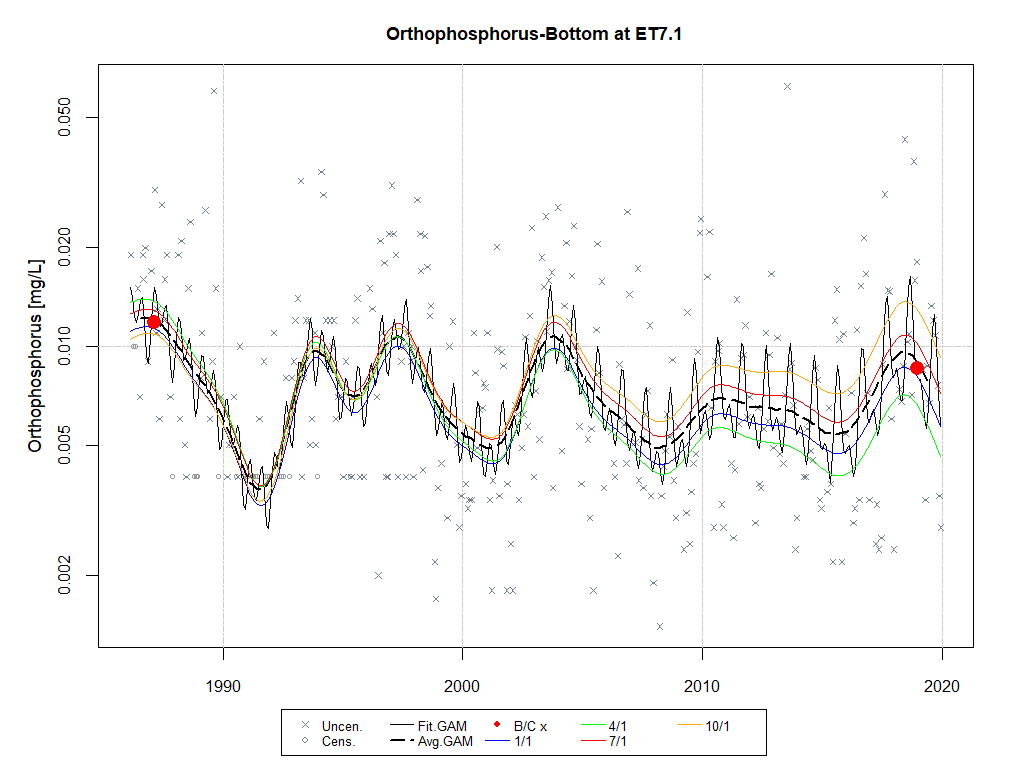 Orthophosphorus-Bottom at ET7.1
Orthophosphorus [mg/L]
0.050
0.020
0.010
0.005
0.002
1990 2000 2010 2020
Uncen. Fit.GAM B/C x 4/1 10/1
Cens. Avg.GAM 1/1 7/1